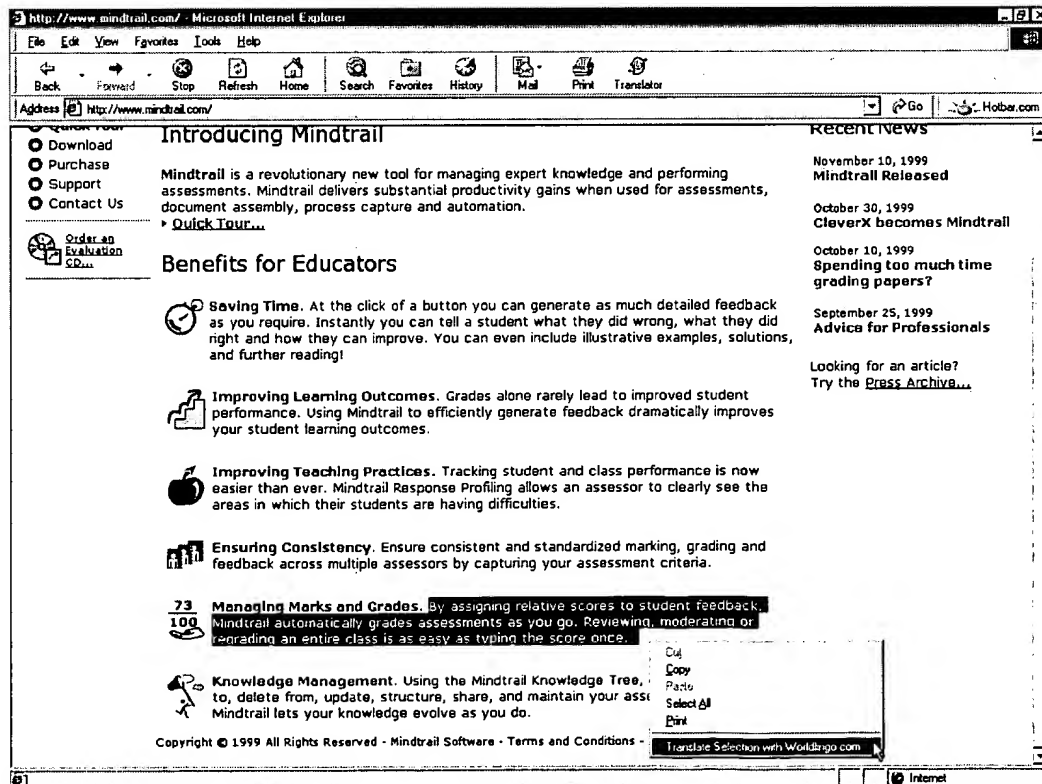 http://www.mindtrail.com/ - Microsoft Internet Explorer
File Edit View Favorites Tools Help
Back Forward Stop Refresh Home Search Favorites History Mail Print Translator
Address http://www.mindtrail.com/ Go Hotbar.com
Quick Tour
Download
Purchase
Support
Contact Us
Order an
Evaluation
CD...
Introducing Mindtrail
Mindtrail is a revolutionary new tool for managing expert knowledge and performing
assessments. Mindtrail delivers substantial productivity gains when used for assessments,
document assembly, process capture and automation.
Quick Tour...
Benefits for Educators
Saving Time. At the click of a button you can generate as much detailed feedback
as you require. Instantly you can tell a student what they did wrong, what they did
right and how they can improve. You can even include illustrative examples, solutions,
and further reading!
Improving Learning Outcomes. Grades alone rarely lead to improved student
performance. Using Mindtrail to efficiently generate feedback dramatically improves
your student learning outcomes.
Improving Teaching Practices. Tracking student and class performance is now
easier than ever. Mindtrail Response Profiling allows an assessor to clearly see the
areas in which their students are having difficulties.
Ensuring Consistency. Ensure consistent and standardized marking, grading and
feedback across multiple assessors by capturing your assessment criteria.
73
100
Managing Marks and Grades. By assigning relative scores to student feedback,
Mindtrail automatically grades assessments as you go. Reviewing, moderating or
regrading an entire class is as easy as typing the score once.
Knowledge Management. Using the Mindtrail Knowledge Tree,
to, delete from, update, structure, share, and maintain your ass
Mindtrail lets your knowledge evolve as you do.
Copyright © 1999 All Rights Reserved - Mindtrail Software - Terms and Conditions -
Recent News
November 10, 1999
Mindtrail Released
October 30, 1999
CleverX becomes Mindtrail
October 10, 1999
Spending too much time
grading papers?
September 25, 1999
Advice for Professionals
Looking for an article?
Try the Press Archive...
Cut
Copy
Paste
Select All
Print
Translate Selection with Worldlingo.com
Internet